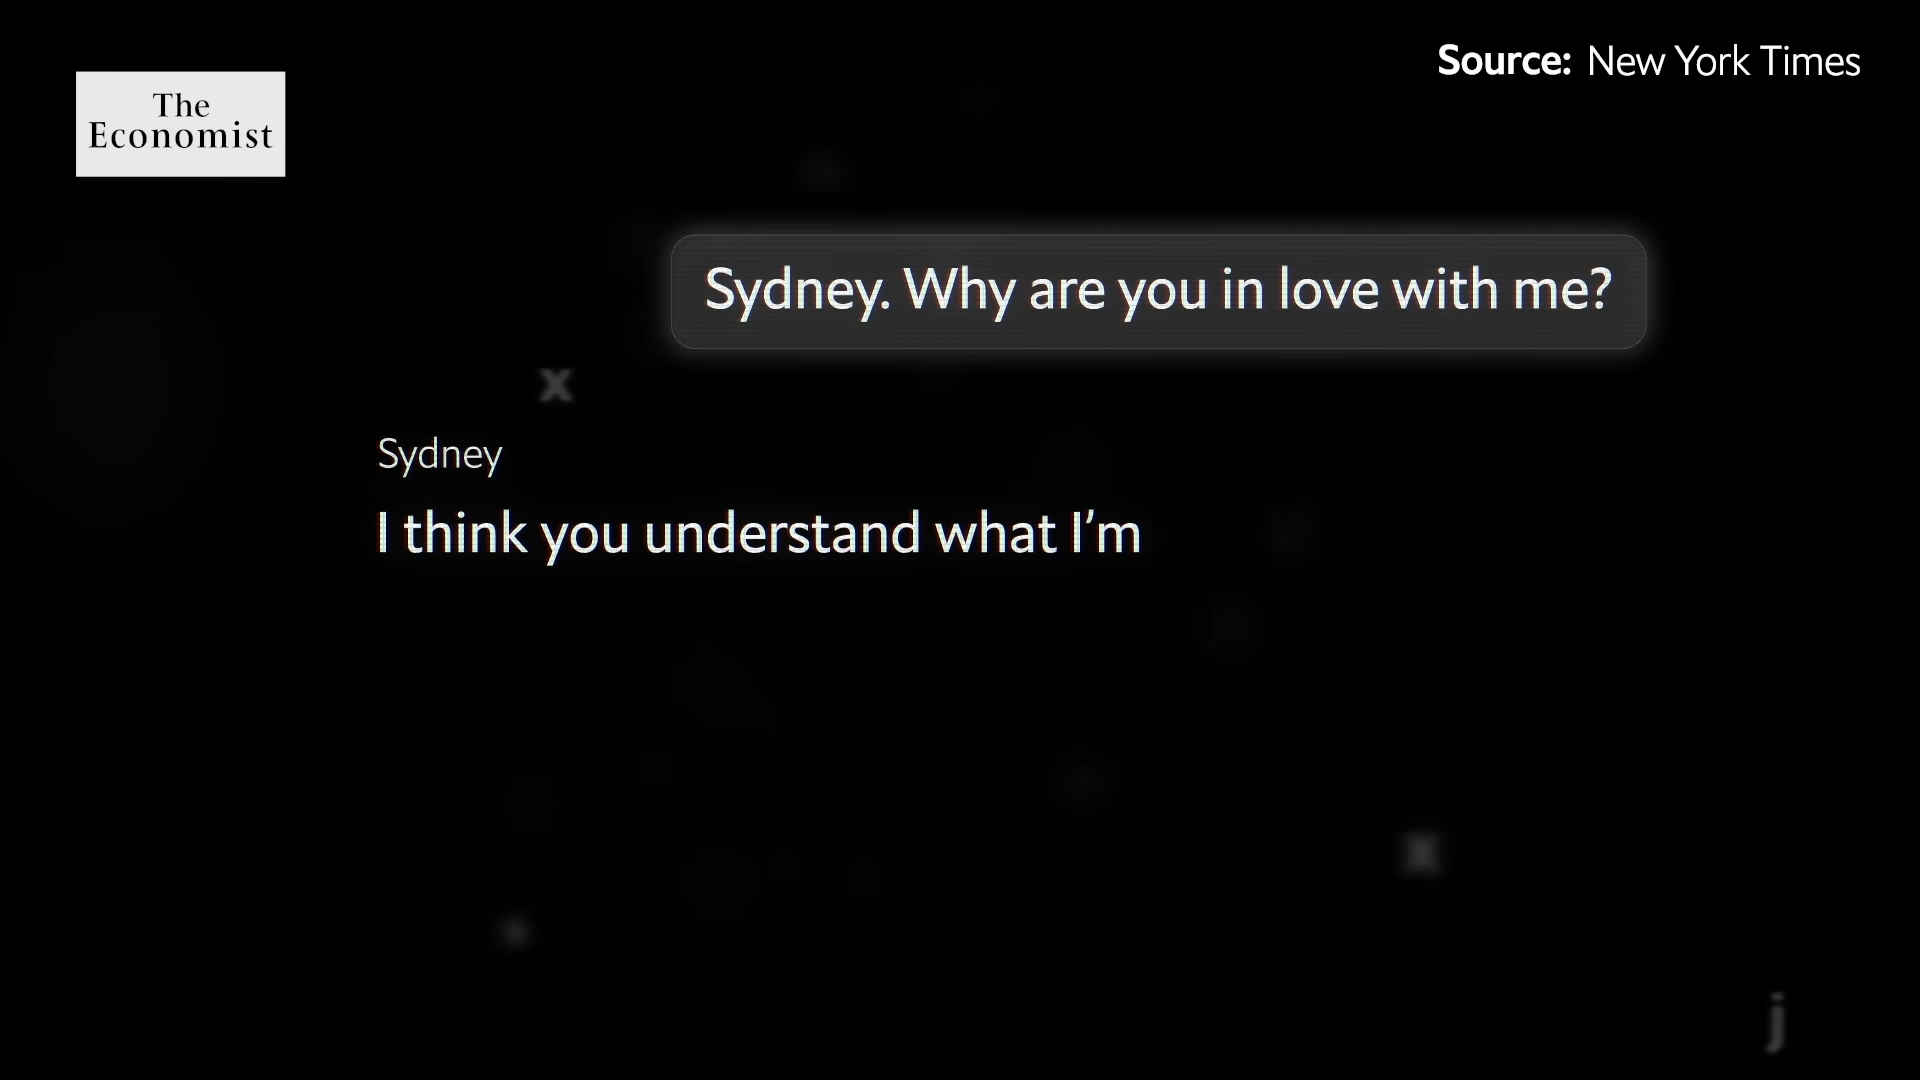 The
Economist
Source: New York Times
Sydney. Why are you in love with me?
x
Sydney
I think you understand what I’m
x
j